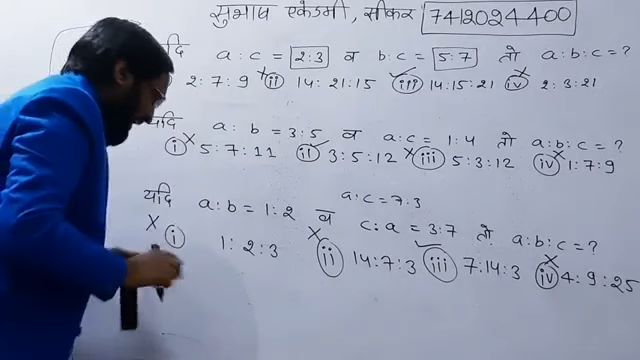 सुभाष एकेडमी, सीकर 7412024400
यदि a:c = 2:3 व b:c = 5:7 तो a:b:c = ?
2:7:9 × ii 14:21:15 ✓ iii 14:15:21 iv × 2:3:21
यदि a:b = 3:5 व a:c = 1:4 तो a:b:c = ?
i × 5:7:11 ii ✓ 3:5:12 × iii 5:3:12 iv × 1:7:9
a:c = 7:3
यदि a:b = 1:2 व c:a = 3:7 तो a:b:c = ?
× i 1:2:3 × ii 14:7:3 ✓ iii 7:14:3 × iv 4:9:25